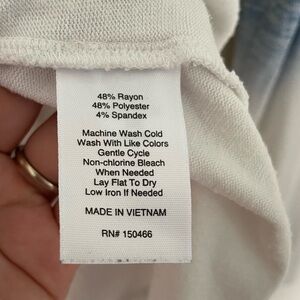 48% Rayon
48% Polyester
4% Spandex
Machine Wash Cold
Wash With Like Colors
Gentle Cycle
Non-chlorine Bleach
When Needed
Lay Flat To Dry
Low Iron If Needed
MADE IN VIETNAM
RN# 150466